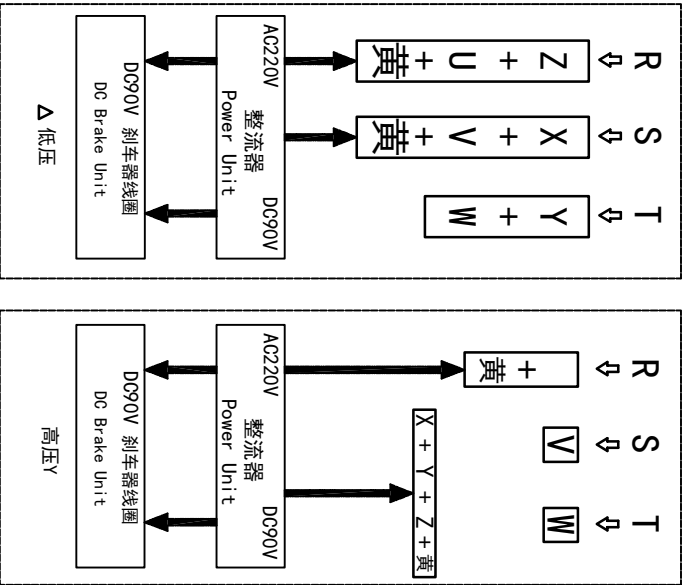 R S T
Z + U + 黄
X + V + 黄
Y + W
AC220V DC90V
整流器
Power Unit
DC90V 刹车器线圈
DC Brake Unit
Δ 低压
R S T
+ 黄
V
W
X + Y + Z + 黄
AC220V DC90V
整流器
Power Unit
DC90V 刹车器线圈
DC Brake Unit
高压Y